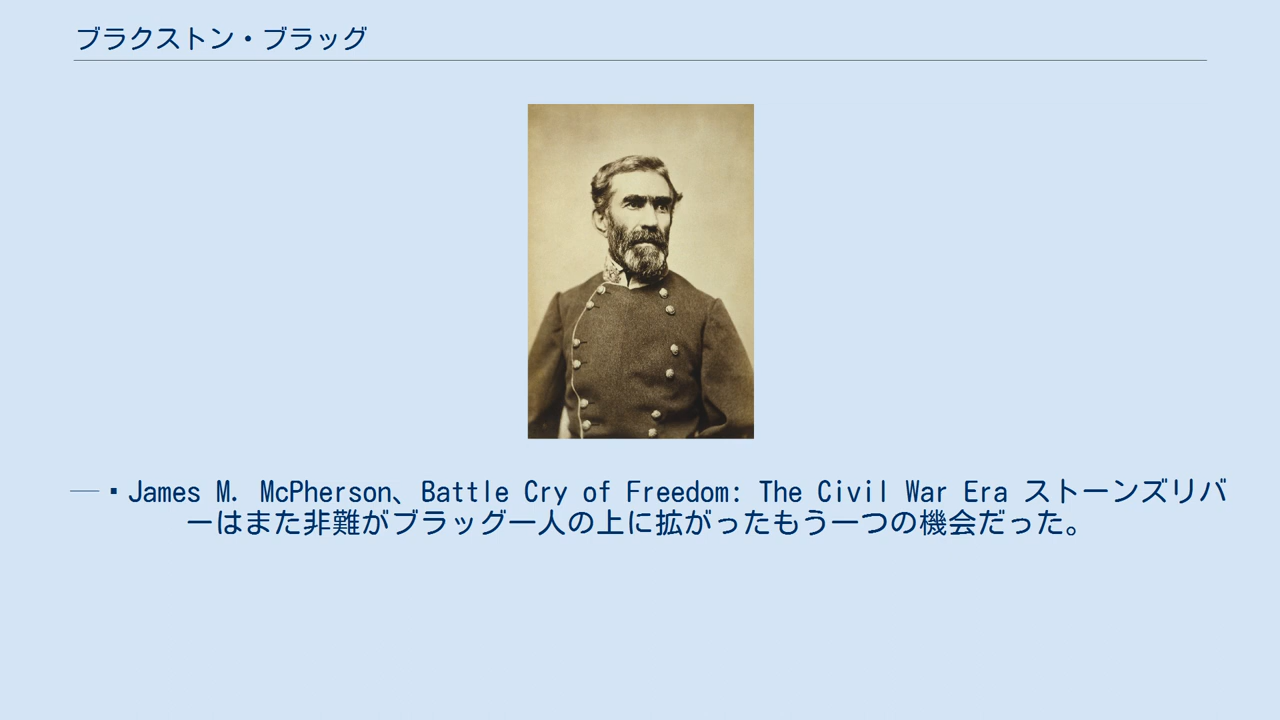 ブラクストン・ブラッグ
―▪James M. McPherson、Battle Cry of Freedom: The Civil War Era ストーンズリバ
ーはまた非難がブラッグ一人の上に拡がったもう一つの機会だった。